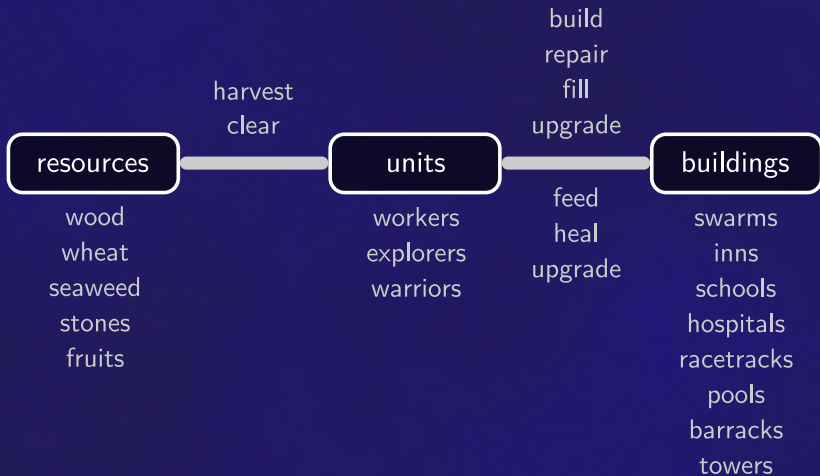 build
repair
fill
upgrade
harvest
clear
resources
units
buildings
wood
wheat
seaweed
stones
fruits
workers
explorers
warriors
feed
heal
upgrade
swarms
inns
schools
hospitals
racetracks
pools
barracks
towers